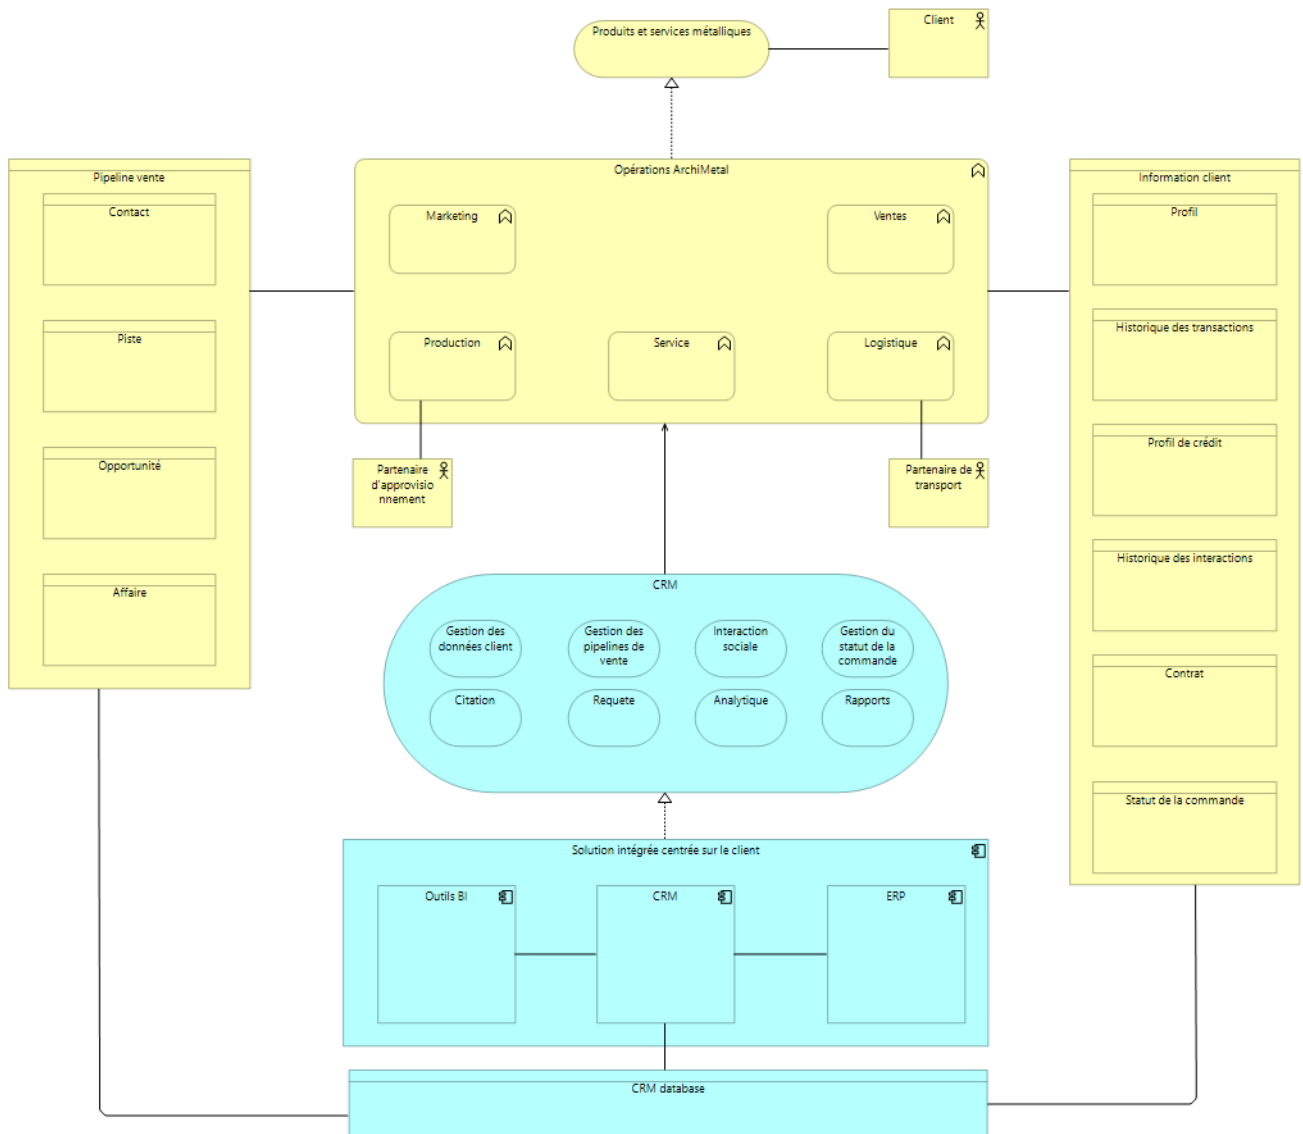 Produits et services métalliques
Client
Pipeline vente
Contact
Piste
Opportunité
Affaire
Opérations ArchiMetal
Marketing
Ventes
Production
Service
Logistique
Partenaire
d'approvisio
nnement
Partenaire de
transport
Information client
Profil
Historique des transactions
Profil de crédit
Historique des interactions
Contrat
Statut de la commande
CRM
Gestion des
données client
Gestion des
pipelines de
vente
Interaction
sociale
Gestion du
statut de la
commande
Citation
Requete
Analytique
Rapports
Solution intégrée centrée sur le client
Outils BI
CRM
ERP
CRM database